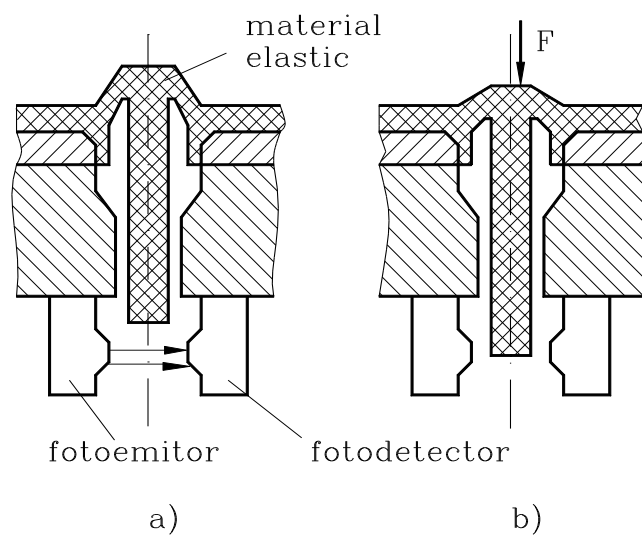 material
elastic
F
fotoemitor
fotodetector
a)
b)